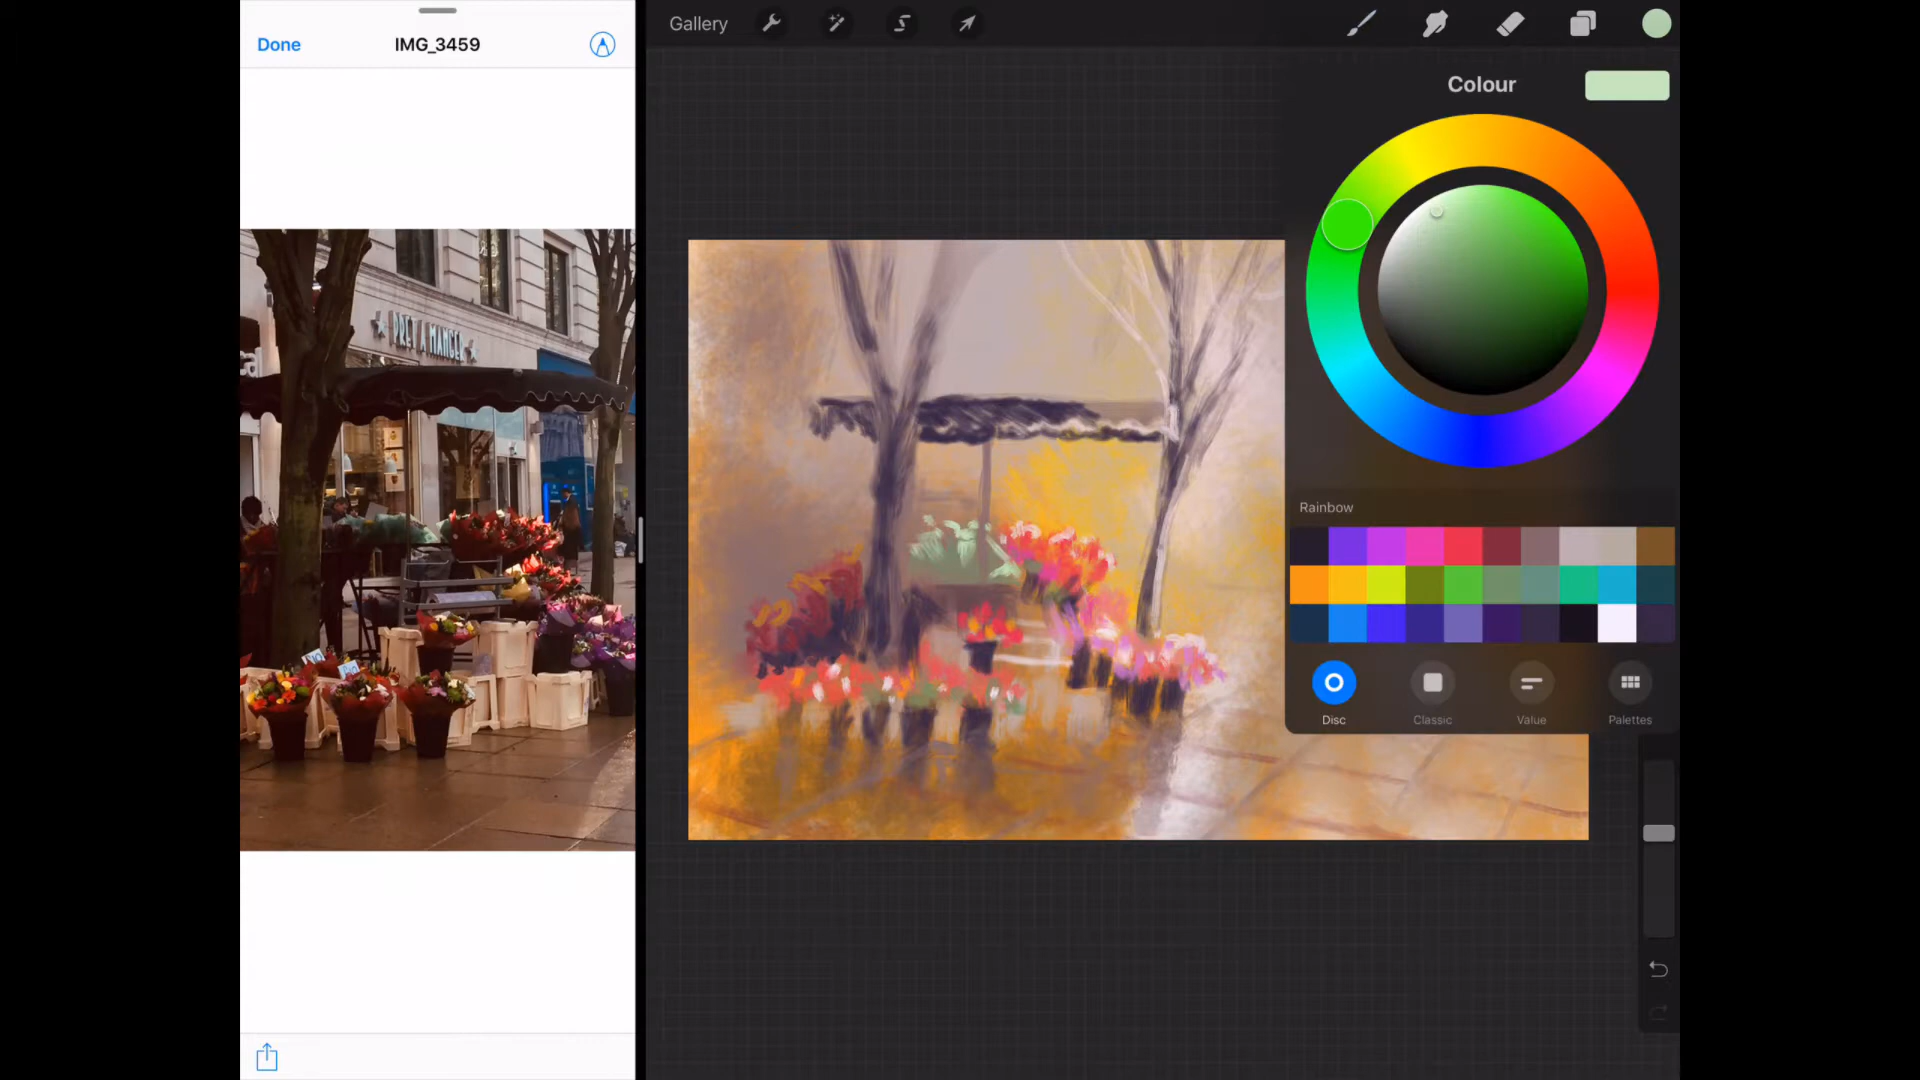 Done
IMG_3459
Gallery
Colour
PRET A MANGER
Rainbow
Disc
Classic
Value
Palettes